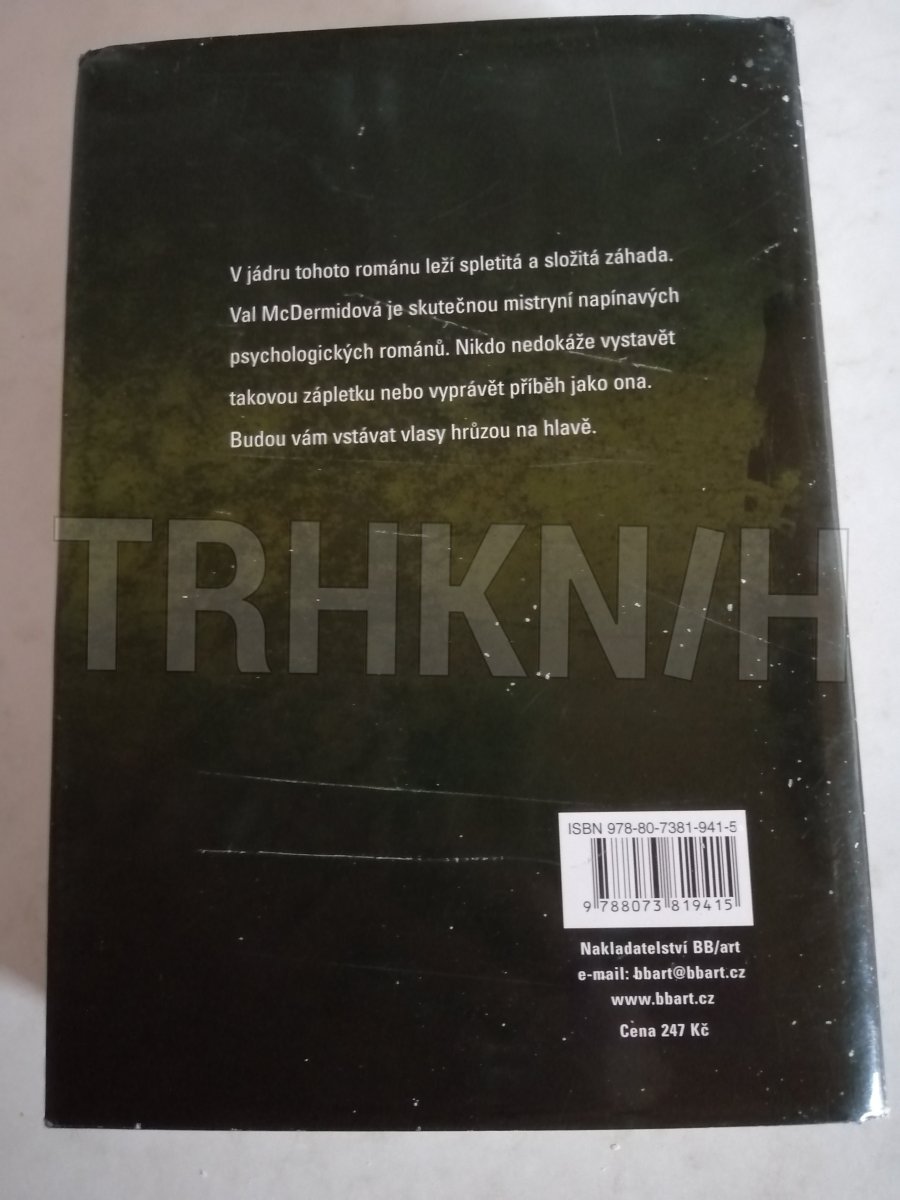 V jádru tohoto románu leží spletitá a složitá záhada.
Val McDermidová je skutečnou mistryní napínavých
psychologických románů. Nikdo nedokáže vystavět
takovou zápletku nebo vyprávět příběh jako ona.
Budou vám vstávat vlasy hrůzou na hlavě.
TRHKNIH
ISBN 978-80-7381-941-5
9 788073 819415
Nakladatelství BB/art
e-mail: bbart@bbart.cz
www.bbart.cz
Cena 247 Kč